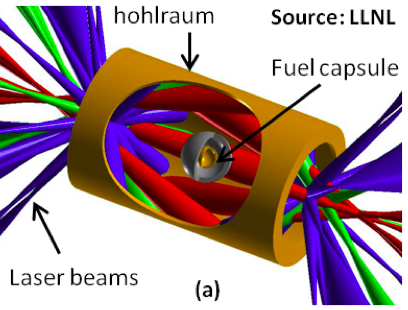 hohlraum
Source: LLNL
Fuel capsule
Laser beams
(a)